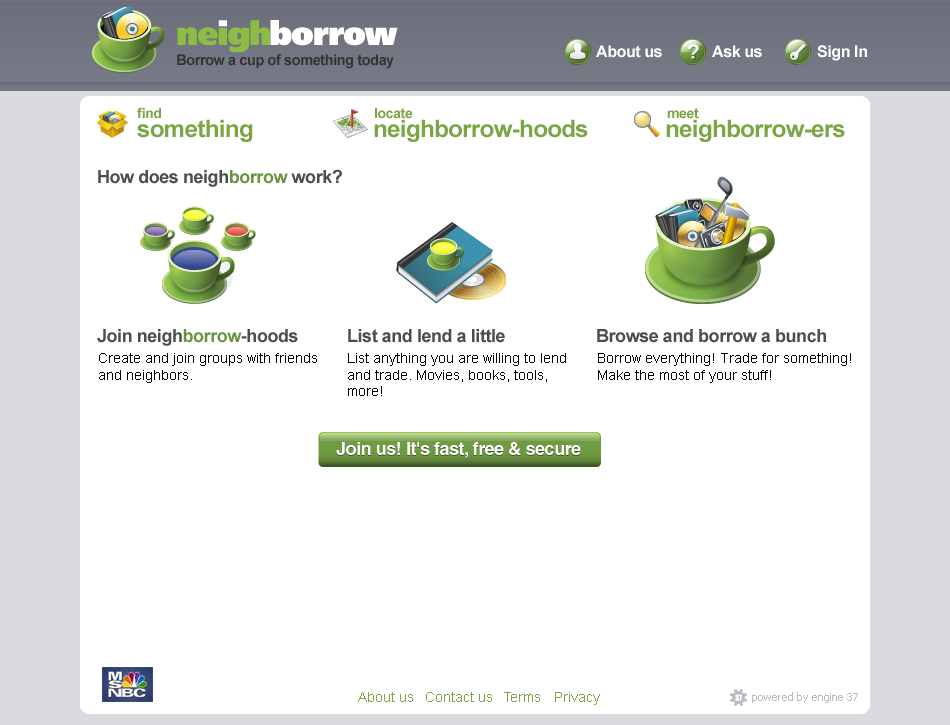 neighborrow
Borrow a cup of something today
About us
Ask us
Sign In
find
something
locate
neighborrow-hoods
meet
neighborrow-ers
How does neighborrow work?
Join neighborrow-hoods
Create and join groups with friends
and neighbors.
List and lend a little
List anything you are willing to lend
and trade. Movies, books, tools,
more!
Browse and borrow a bunch
Borrow everything! Trade for something!
Make the most of your stuff!
Join us! It's fast, free & secure
MSNBC
About us Contact us Terms Privacy
37 powered by engine 37